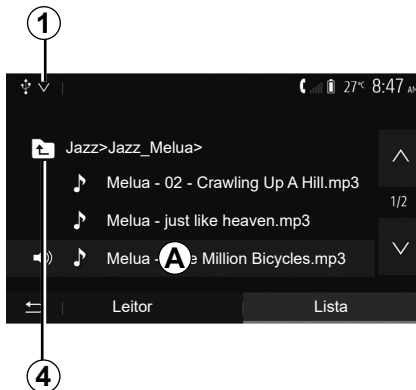 1
27°C 8:47 AM
Jazz>Jazz_Melua>
Melua - 02 - Crawling Up A Hill.mp3
1/2
Melua - just like heaven.mp3
Melua - A Million Bicycles.mp3
Leitor Lista
4